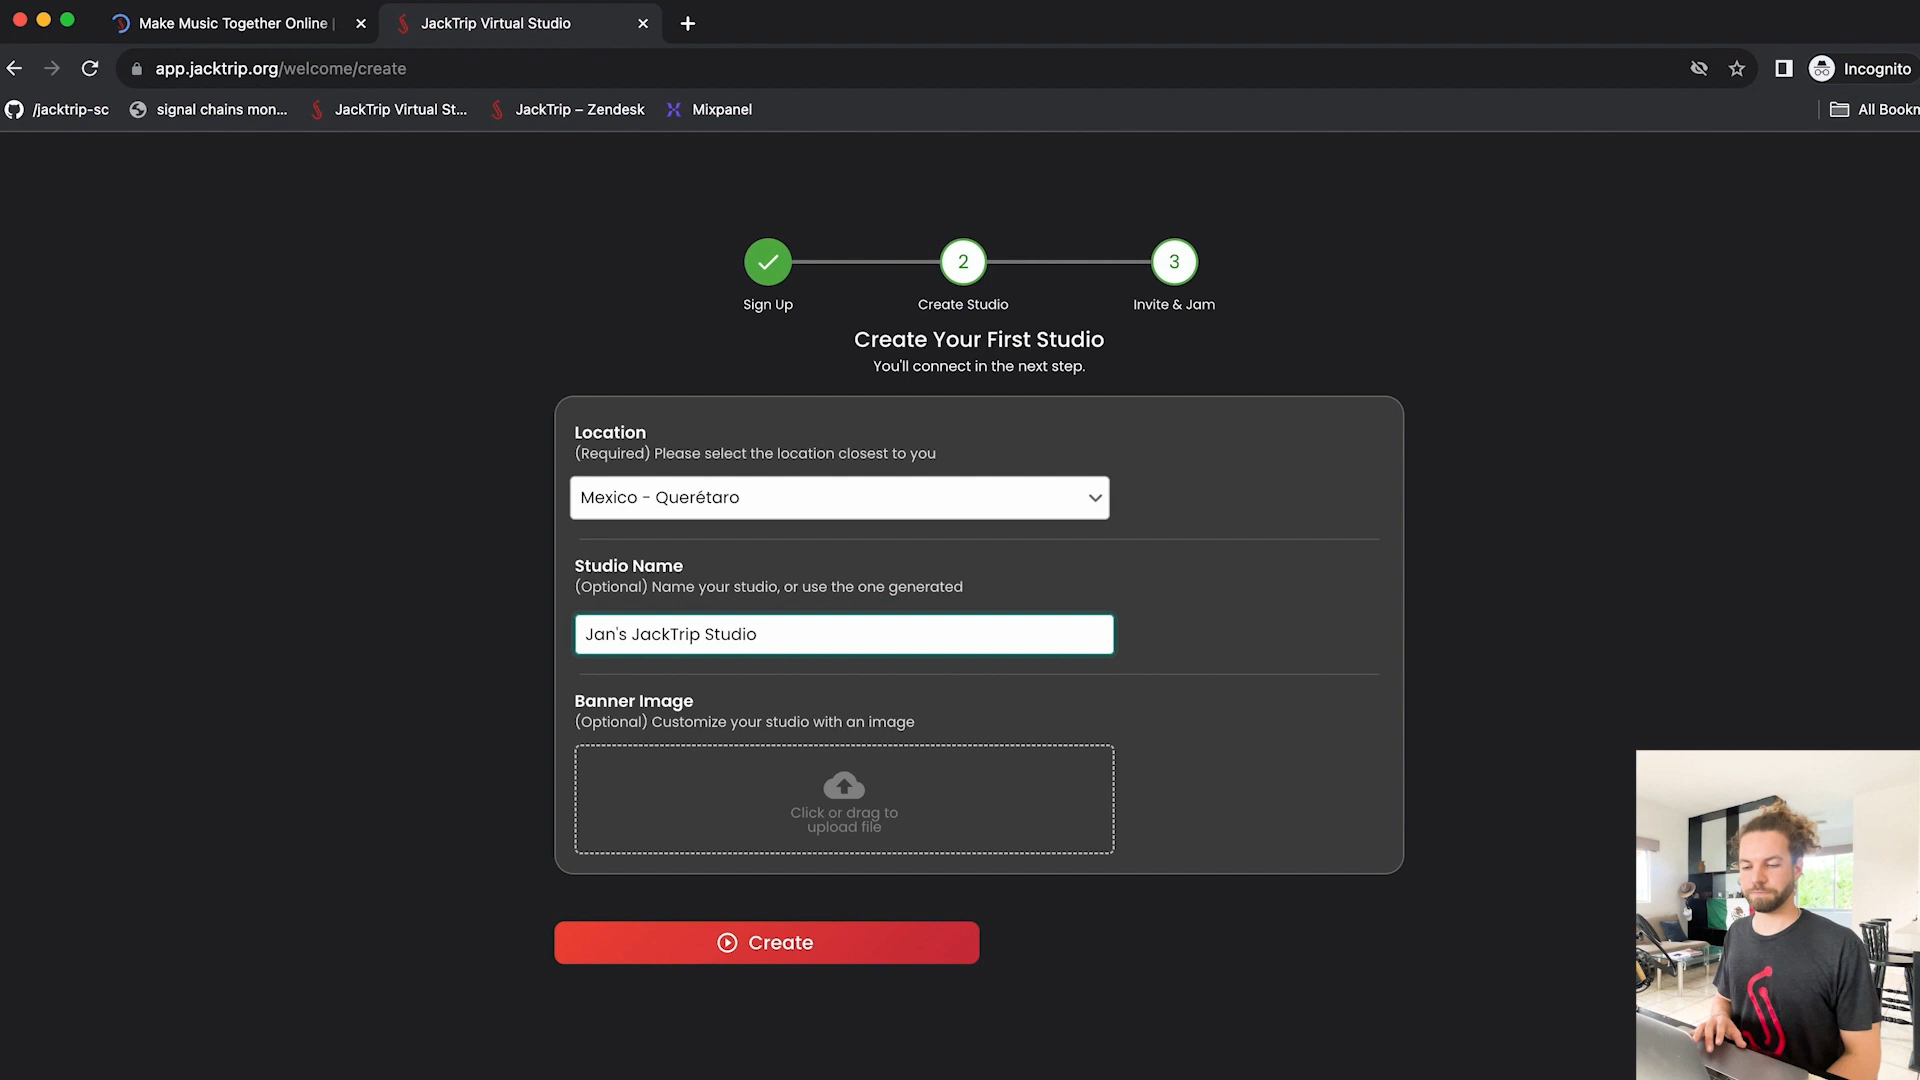 Make Music Together Online |
JackTrip Virtual Studio
app.jacktrip.org/welcome/create
Incognito
/jacktrip-sc
signal chains mon...
JackTrip Virtual St...
JackTrip – Zendesk
Mixpanel
All Bookm
2
3
Sign Up
Create Studio
Invite & Jam
Create Your First Studio
You'll connect in the next step.
Location
(Required) Please select the location closest to you
Mexico - Querétaro
Studio Name
(Optional) Name your studio, or use the one generated
Jan's JackTrip Studio
Banner Image
(Optional) Customize your studio with an image
Click or drag to
upload file
Create